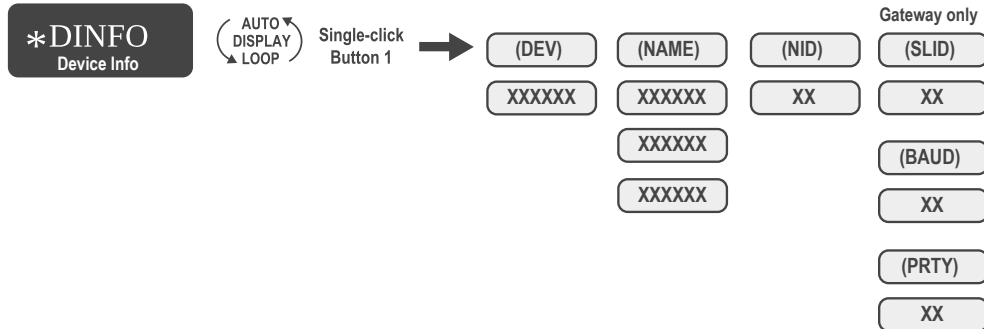 *DINFO
Device Info
AUTO
DISPLAY
LOOP
Single-click
Button 1
(DEV)
XXXXXX
(NAME)
XXXXXX
XXXXXX
XXXXXX
(NID)
XX
Gateway only
(SLID)
XX
(BAUD)
XX
(PRTY)
XX